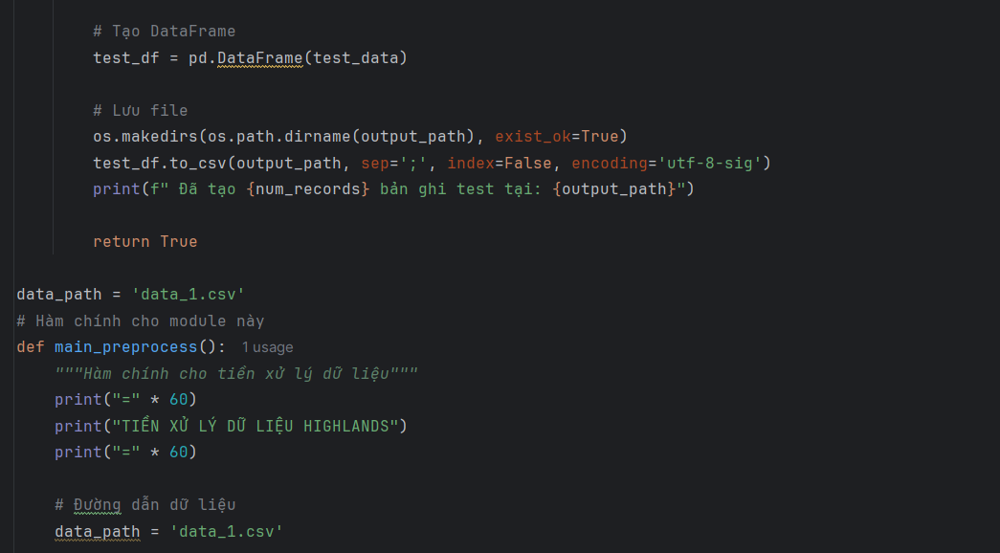 # Tạo DataFrame
test_df = pd.DataFrame(test_data)
# Lưu file
os.makedirs(os.path.dirname(output_path), exist_ok=True)
test_df.to_csv(output_path, sep=';', index=False, encoding='utf-8-sig')
print(f" Đã tạo {num_records} bản ghi test tại: {output_path}")
return True
data_path = 'data_1.csv'
# Hàm chính cho module này
def main_preprocess(): 1 usage
"""Hàm chính cho tiền xử lý dữ liệu"""
print("=" * 60)
print("TIỀN XỬ LÝ DỮ LIỆU HIGHLANDS")
print("=" * 60)
# Đường dẫn dữ liệu
data_path = 'data_1.csv'